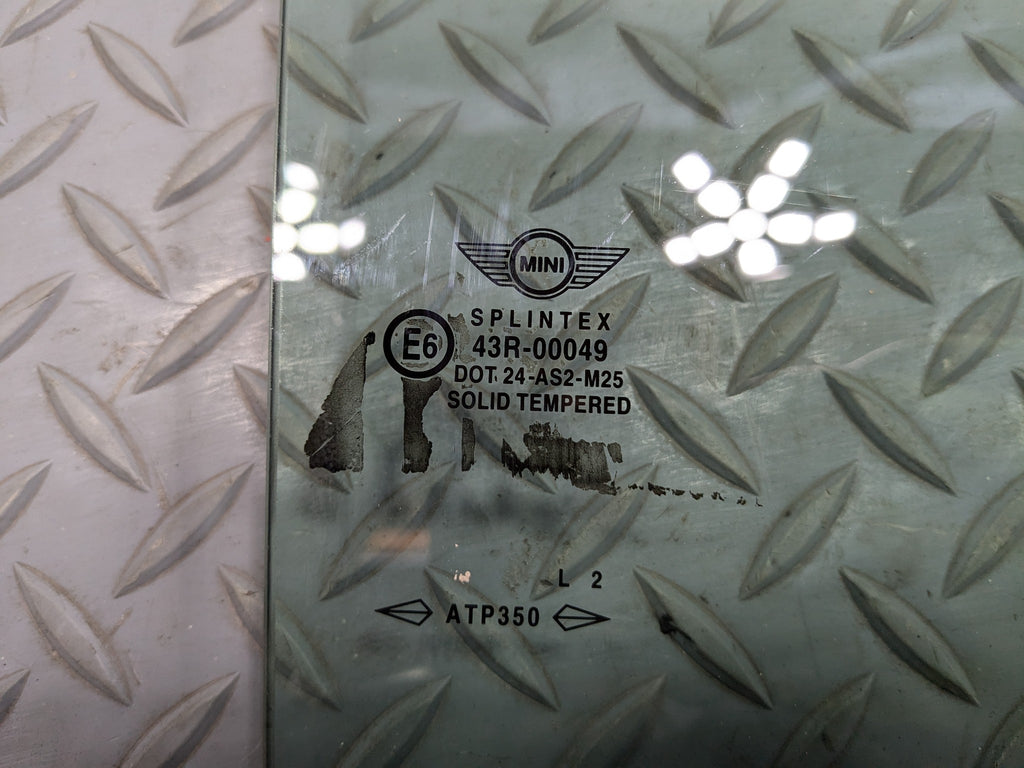 MINI
SPLINTEX
E6 43R-00049
DOT 24-AS2-M25
SOLID TEMPERED
L 2
ATP350